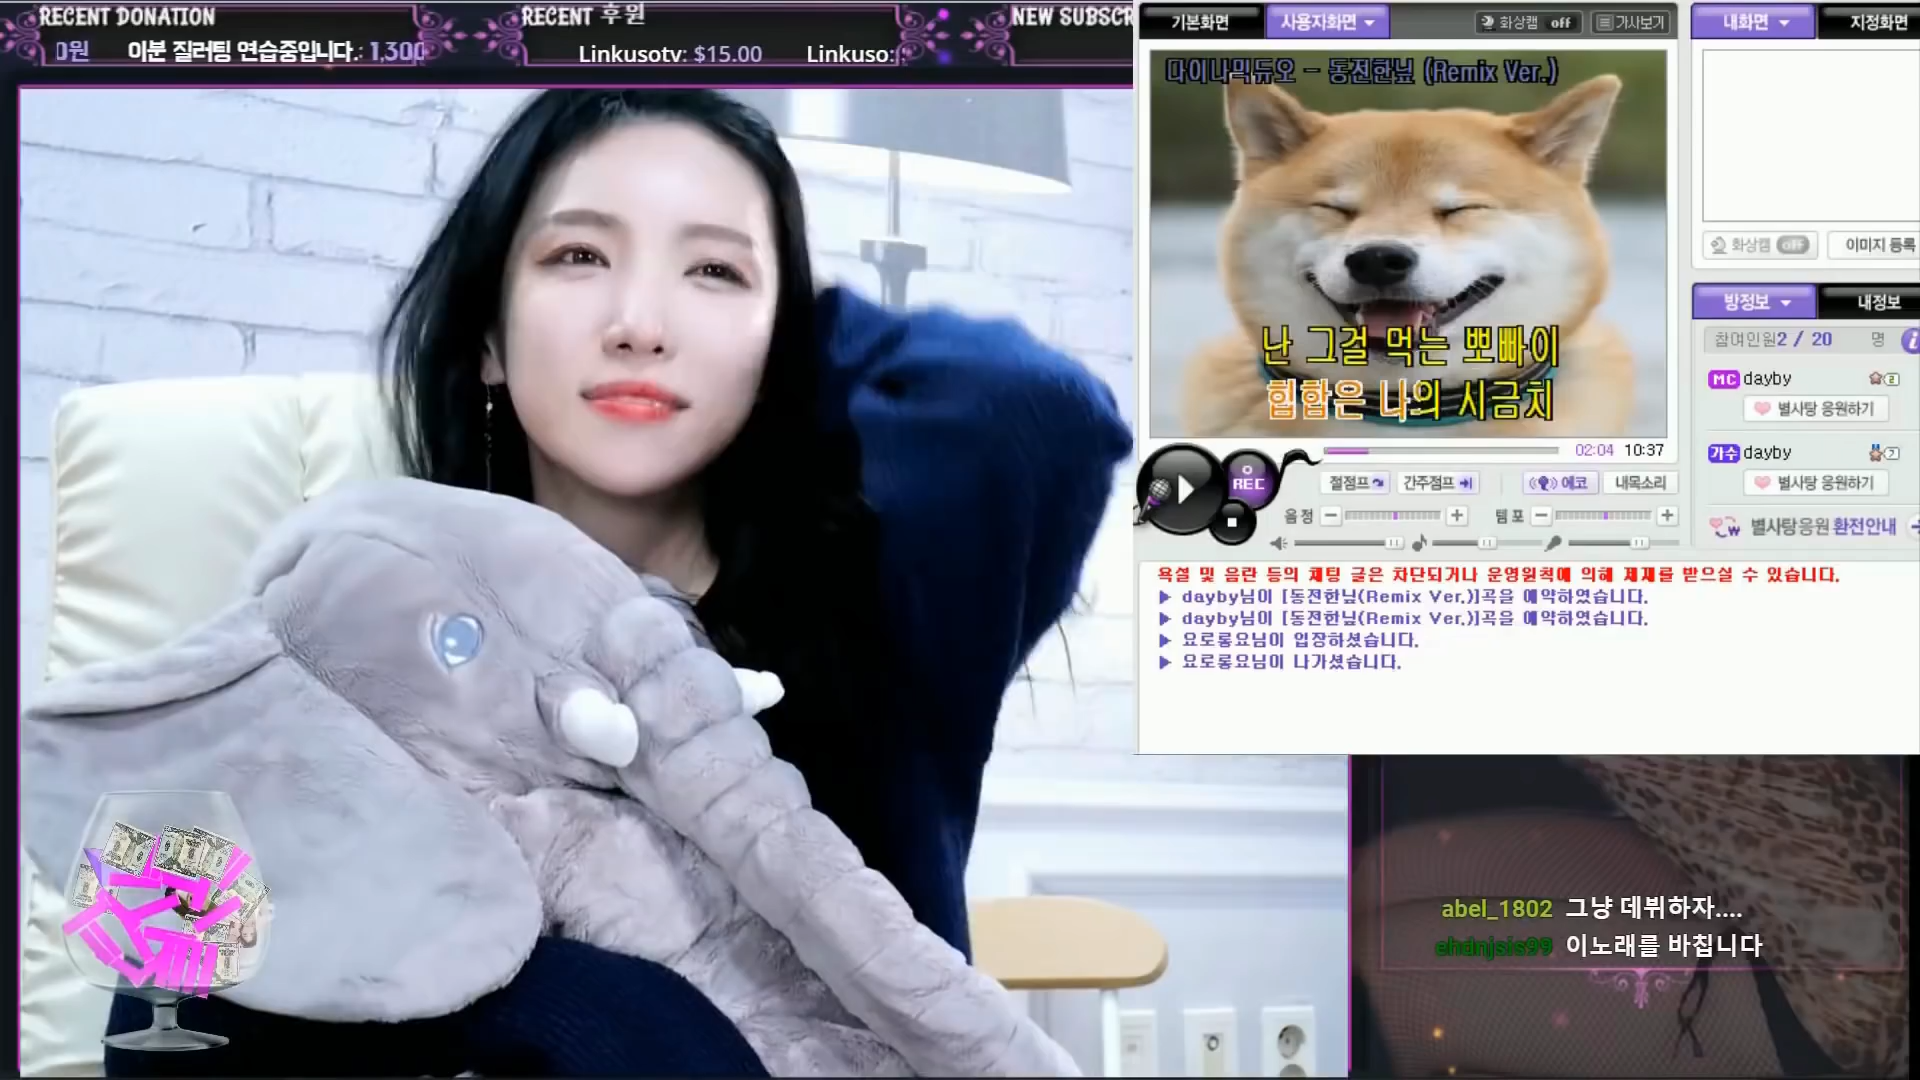 RECENT DONATION
0원 이분 질러팅 연습중입니다.: 1,300
RECENT 후원
Linkusotv: $15.00 Linkuso:
NEW SUBSCR
기본화면 사용자화면 화상캠 off 가사보기
내화면 지정화면
다이나믹듀오 - 동전한닢 (Remix Ver.)
난 그걸 먹는 뽀빠이
힙합은 나의 시금치
02:04 10:37
REC
절점프 간주점프 에코 내목소리
음정 템포
화상캠 off 이미지 등록
방정보 내정보
참여인원2 / 20 명
MC dayby 2
별사탕 응원하기
가수 dayby 7
별사탕 응원하기
별사탕응원 환전안내
욕설 및 음란 등의 채팅 글은 차단되거나 운영원칙에 의해 제재를 받으실 수 있습니다.
dayby님이 [동전한닢(Remix Ver.)]곡을 예약하였습니다.
dayby님이 [동전한닢(Remix Ver.)]곡을 예약하였습니다.
요로롱요님이 입장하셨습니다.
요로롱요님이 나가셨습니다.
abel_1802 그냥 데뷔하자....
ehdnjsis99 이노래를 바칩니다